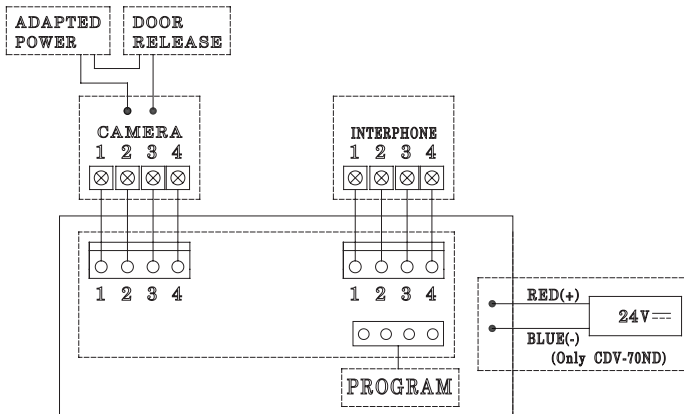 ADAPTED
POWER
DOOR
RELEASE
CAMERA
1 2 3 4
INTERPHONE
1 2 3 4
1 2 3 4
1 2 3 4
RED(+)
24V
BLUE(-)
(Only CDV-70ND)
PROGRAM